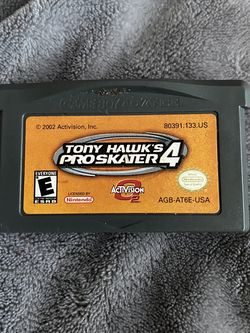 GAME BOY ADVANCE
© 2002 Activision, Inc.
80391.133.US
TONY HAWK'S
PRO SKATER 4
EVERYONE
E
ESRB
LICENSED BY
Nintendo
ACTIVISION
O2
AGB-AT6E-USA